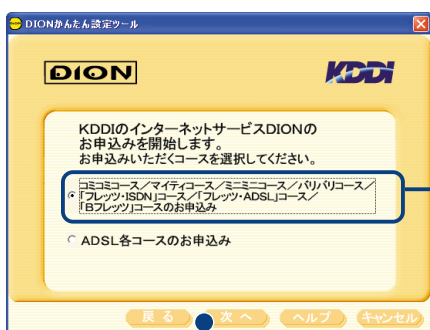 DIONかんたん設定ツール
DION
KDDI
KDDIのインターネットサービスDIONの
お申込みを開始します。
お申込みいただくコースを選択してください。
コミコミコース／マイティコース／ミニミニコース／バリバリコース／
「フレッツ・ISDN」コース／「フレッツ・ADSL」コース／
「Bフレッツ」コースのお申込み
ADSL各コースのお申込み
戻る 次へ ヘルプ キャンセル